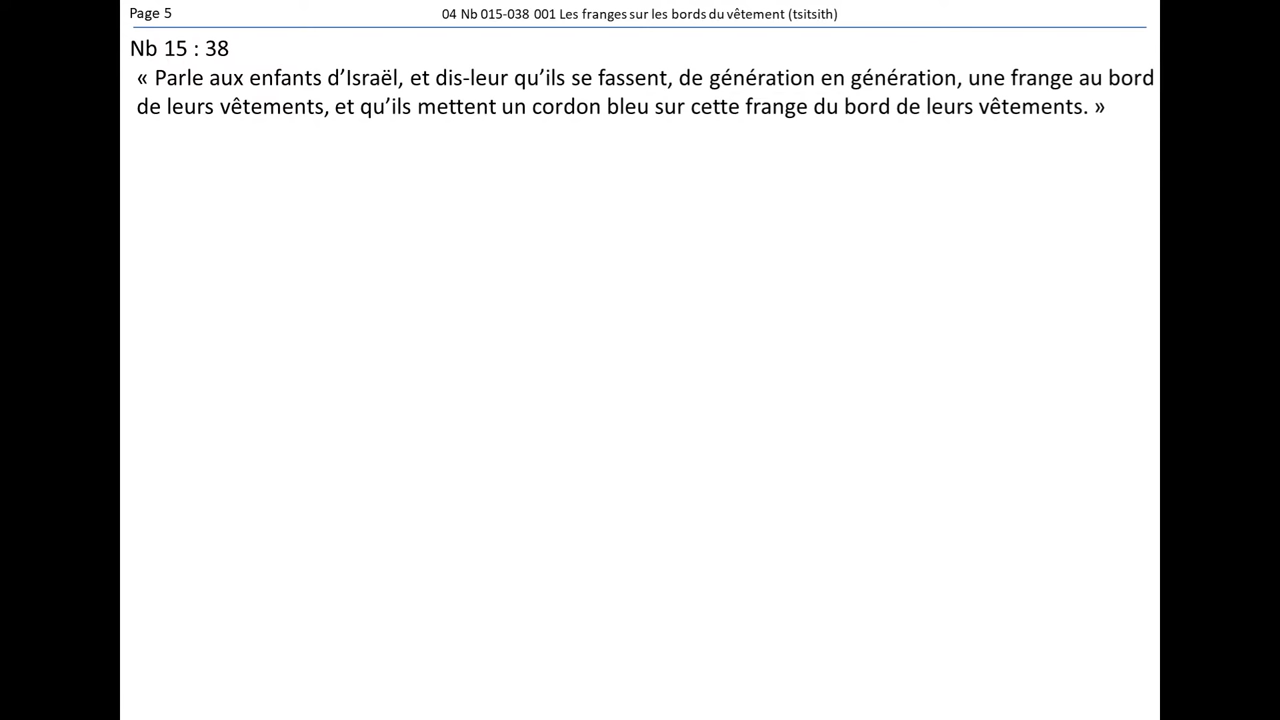 Page 5
04 Nb 015-038 001 Les franges sur les bords du vêtement (tsitsith)
Nb 15 : 38
« Parle aux enfants d’Israël, et dis-leur qu’ils se fassent, de génération en génération, une frange au bord
de leurs vêtements, et qu’ils mettent un cordon bleu sur cette frange du bord de leurs vêtements. »